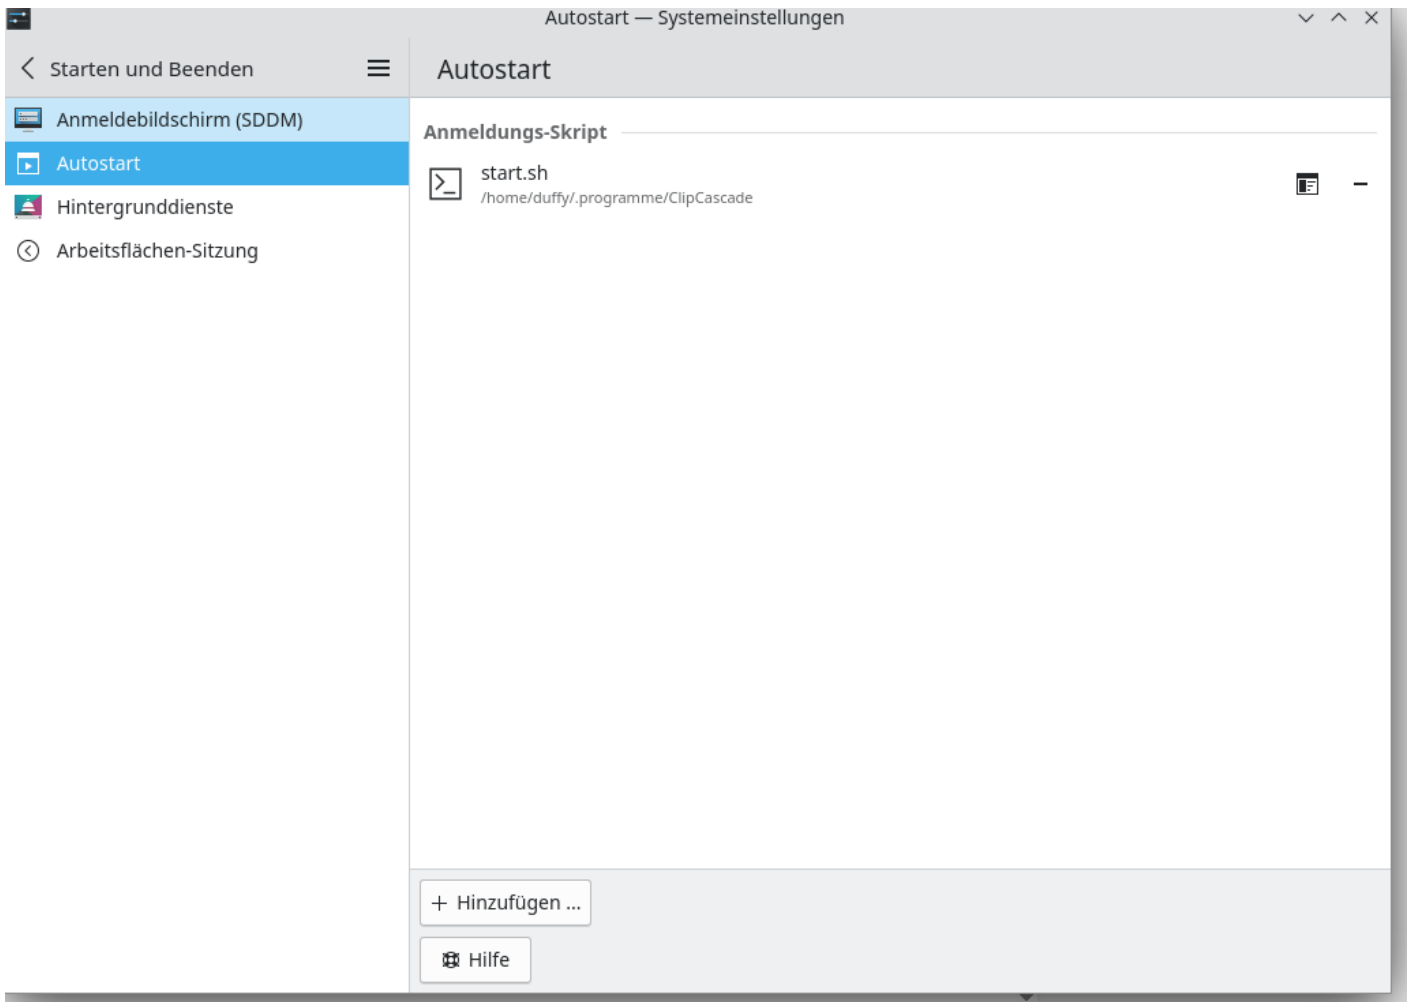 Autostart — Systemeinstellungen
Starten und Beenden
Autostart
Anmeldebildschirm (SDDM)
Autostart
Hintergrunddienste
Arbeitsflächen-Sitzung
Anmeldungs-Skript
start.sh
/home/duffy/.programme/ClipCascade
+ Hinzufügen ...
Hilfe